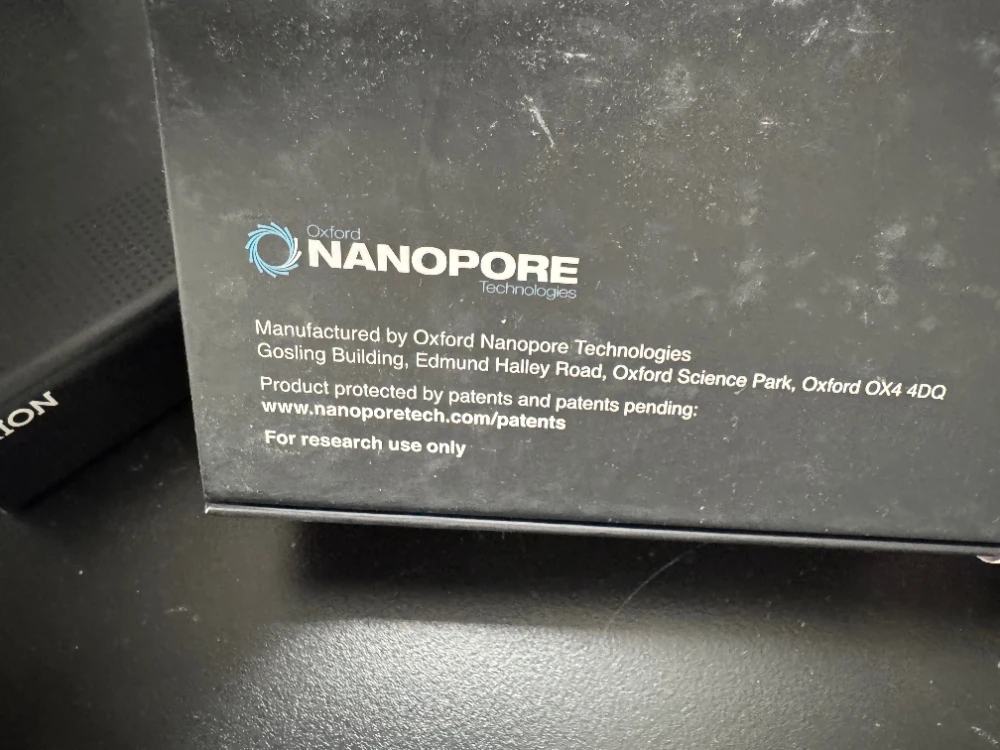 Oxford
NANOPORE
Technologies
Manufactured by Oxford Nanopore Technologies
Gosling Building, Edmund Halley Road, Oxford Science Park, Oxford OX4 4DQ
Product protected by patents and patents pending:
www.nanoporetech.com/patents
For research use only